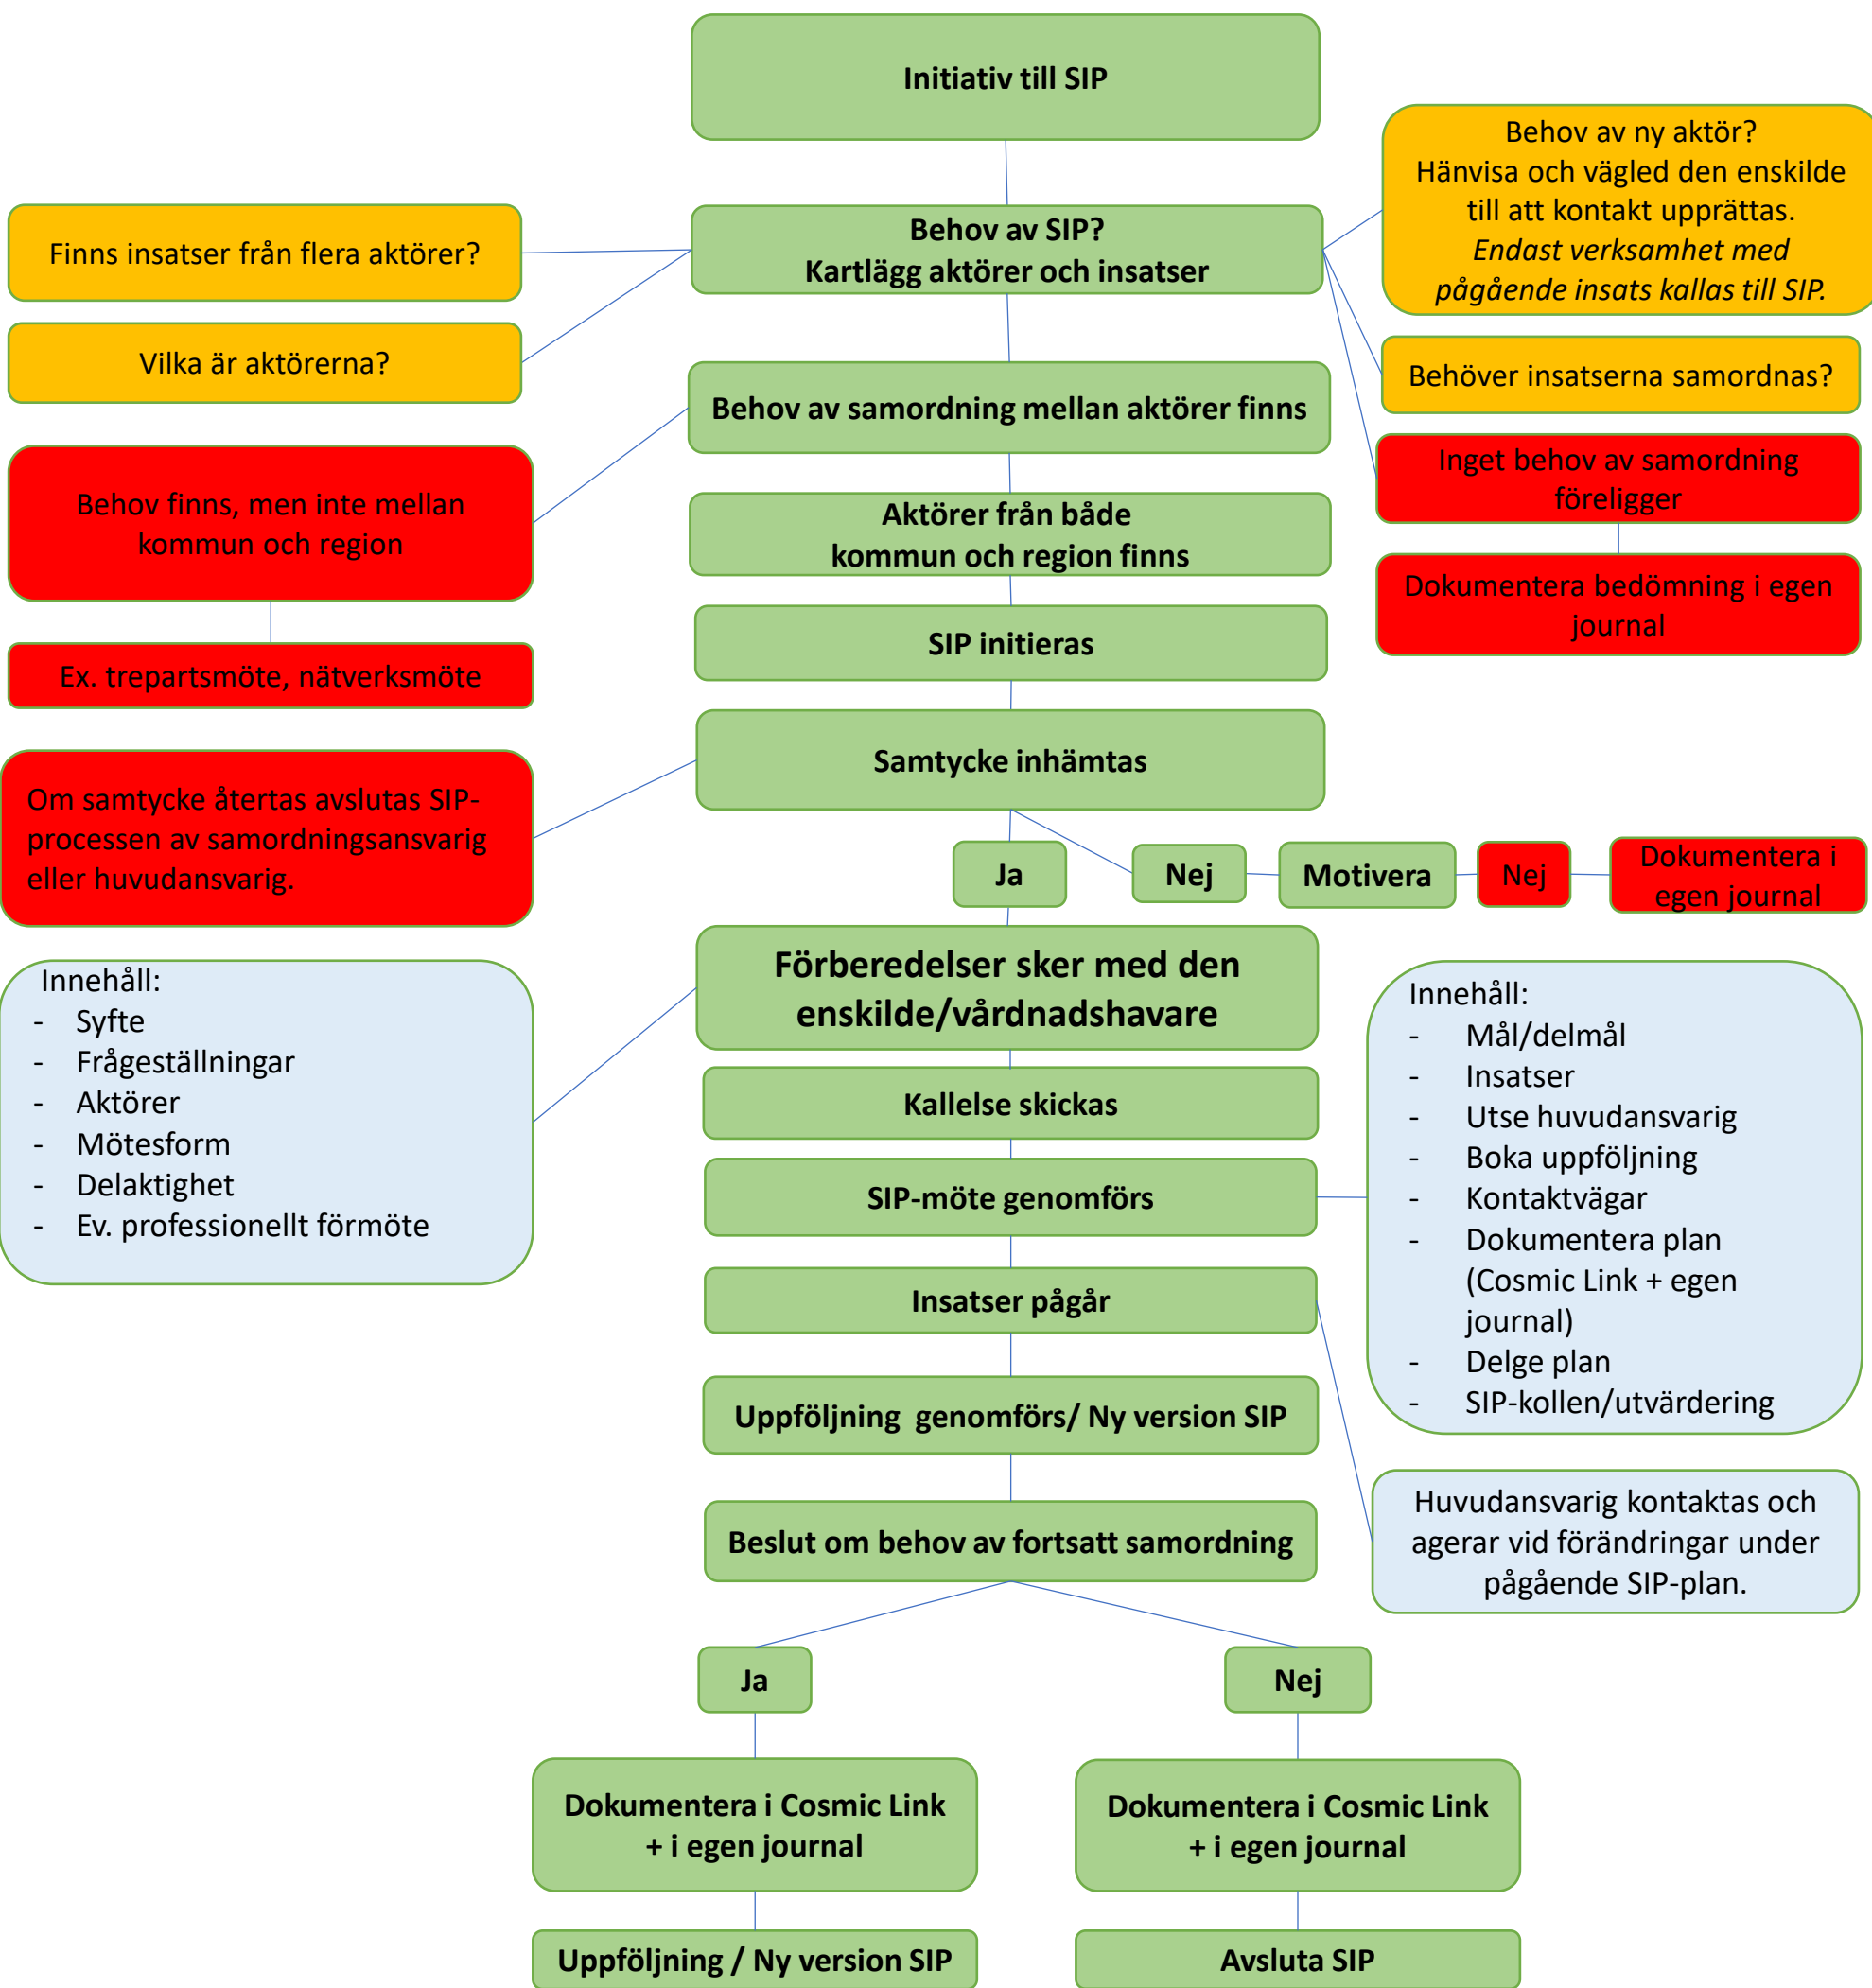 Initiativ till SIP
Behov av ny aktör?
Hänvisa och vägled den enskilde
till att kontakt upprättas.
Endast verksamhet med
pågående insats kallas till SIP.
Finns insatser från flera aktörer?
Behov av SIP?
Kartlägg aktörer och insatser
Vilka är aktörerna?
Behöver insatserna samordnas?
Behov av samordning mellan aktörer finns
Inget behov av samordning
föreligger
Behov finns, men inte mellan
kommun och region
Aktörer från både
kommun och region finns
Dokumentera bedömning i egen
journal
SIP initieras
Ex. trepartsmöte, nätverksmöte
Samtycke inhämtas
Om samtycke återtas avslutas SIP-
processen av samordningsansvarig
eller huvudansvarig.
Ja
Nej
Motivera
Nej
Dokumentera i
egen journal
Förberedelser sker med den
enskilde/vårdnadshavare
Innehåll:
- Syfte
- Frågeställningar
- Aktörer
- Mötesform
- Delaktighet
- Ev. professionellt förmöte
Innehåll:
- Mål/delmål
- Insatser
- Utse huvudansvarig
- Boka uppföljning
- Kontaktvägar
- Dokumentera plan
(Cosmic Link + egen
journal)
- Delge plan
- SIP-kollen/utvärdering
Kallelse skickas
SIP-möte genomförs
Insatser pågår
Uppföljning  genomförs/ Ny version SIP
Huvudansvarig kontaktas och
agerar vid förändringar under
pågående SIP-plan.
Beslut om behov av fortsatt samordning
Ja
Nej
Dokumentera i Cosmic Link
+ i egen journal
Dokumentera i Cosmic Link
+ i egen journal
Uppföljning / Ny version SIP
Avsluta SIP